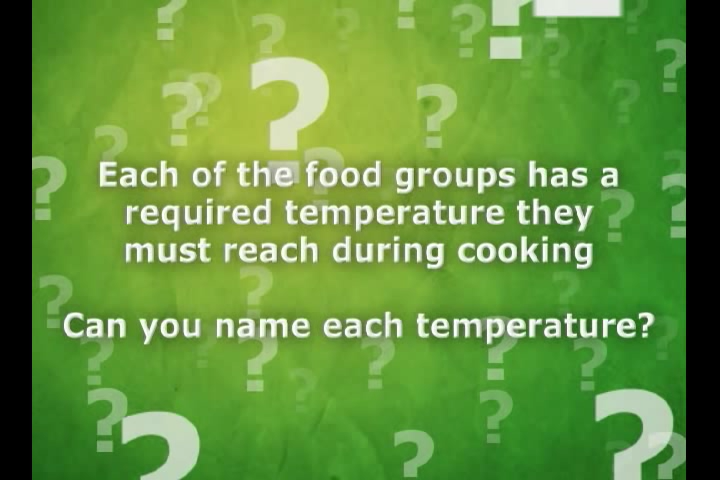 Each of the food groups has a
required temperature they
must reach during cooking
Can you name each temperature?